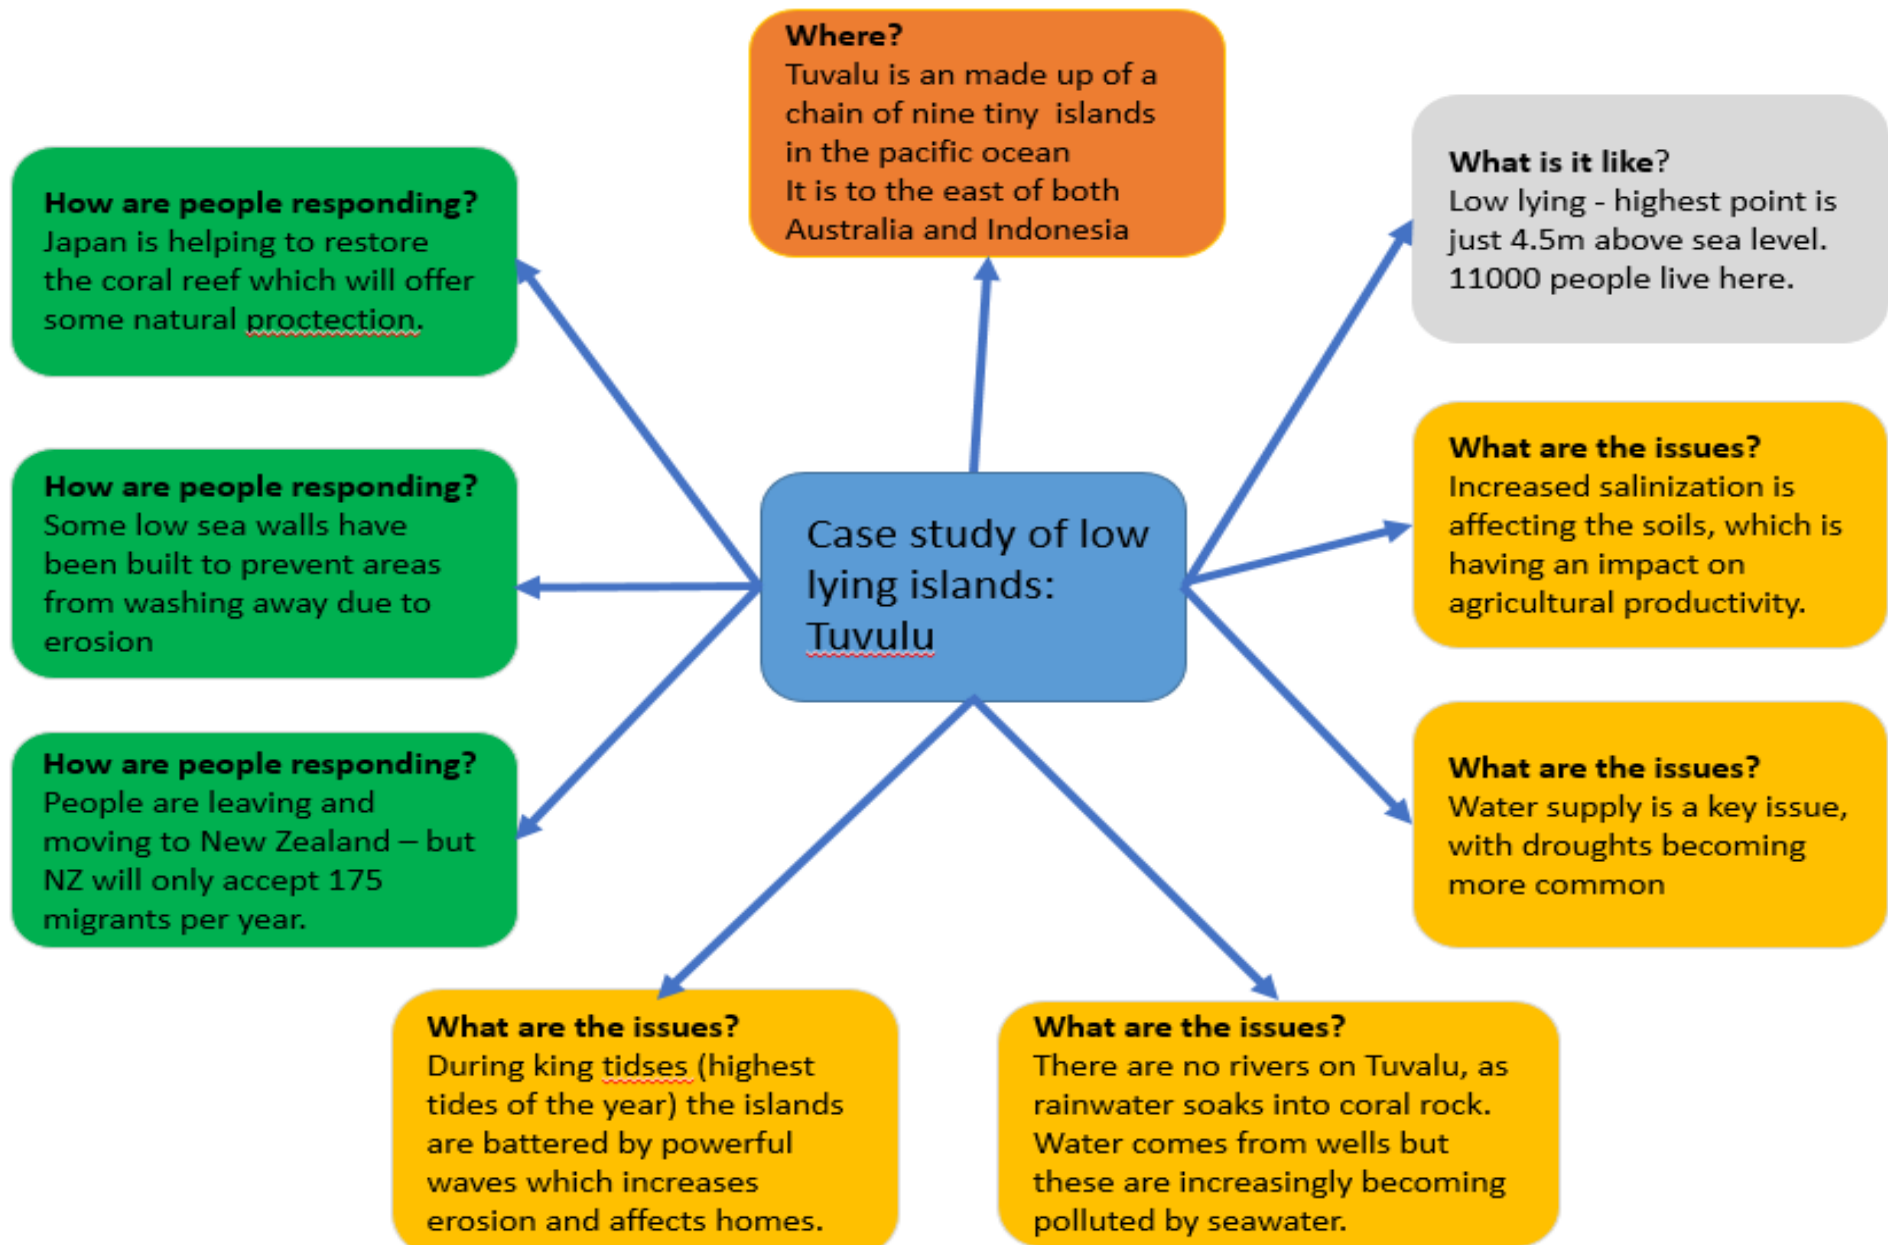 Where?
Tuvalu is an made up of a
chain of nine tiny islands
in the pacific ocean
It is to the east of both
Australia and Indonesia
What is it like?
Low lying - highest point is
just 4.5m above sea level.
11000 people live here.
How are people responding?
Japan is helping to restore
the coral reef which will offer
some natural proctection.
What are the issues?
Increased salinization is
affecting the soils, which is
having an impact on
agricultural productivity.
How are people responding?
Some low sea walls have
been built to prevent areas
from washing away due to
erosion
Case study of low
lying islands:
Tuvulu
What are the issues?
Water supply is a key issue,
with droughts becoming
more common
How are people responding?
People are leaving and
moving to New Zealand – but
NZ will only accept 175
migrants per year.
What are the issues?
During king tidses (highest
tides of the year) the islands
are battered by powerful
waves which increases
erosion and affects homes.
What are the issues?
There are no rivers on Tuvalu, as
rainwater soaks into coral rock.
Water comes from wells but
these are increasingly becoming
polluted by seawater.